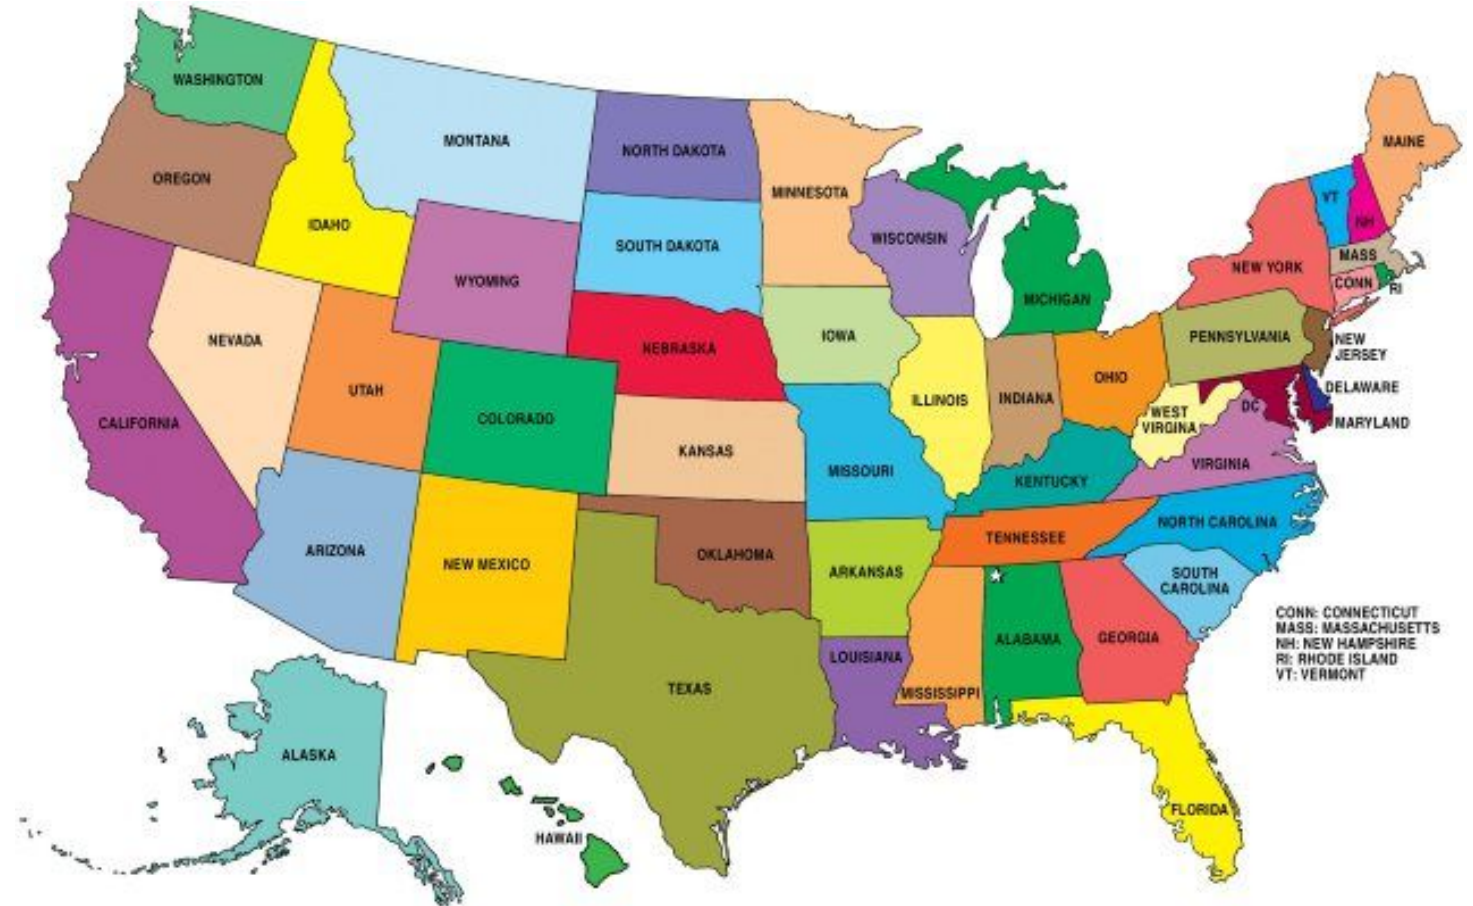 WASHINGTON
OREGON
IDAHO
MONTANA
NORTH DAKOTA
MINNESOTA
SOUTH DAKOTA
WYOMING
WISCONSIN
MICHIGAN
MAINE
VT
NH
NEW YORK
MASS
CONN
RI
CALIFORNIA
NEVADA
UTAH
COLORADO
NEBRASKA
IOWA
ILLINOIS
INDIANA
OHIO
PENNSYLVANIA
NEW
JERSEY
DELAWARE
MARYLAND
DC
WEST
VIRGINA
VIRGINIA
KANSAS
MISSOURI
KENTUCKY
ARIZONA
NEW MEXICO
OKLAHOMA
ARKANSAS
TENNESSEE
NORTH CAROLINA
SOUTH
CAROLINA
TEXAS
LOUISIANA
MISSISSIPPI
ALABAMA
GEORGIA
FLORIDA
ALASKA
HAWAII
CONN: CONNECTICUT
MASS: MASSACHUSETTS
NH: NEW HAMPSHIRE
RI: RHODE ISLAND
VT: VERMONT